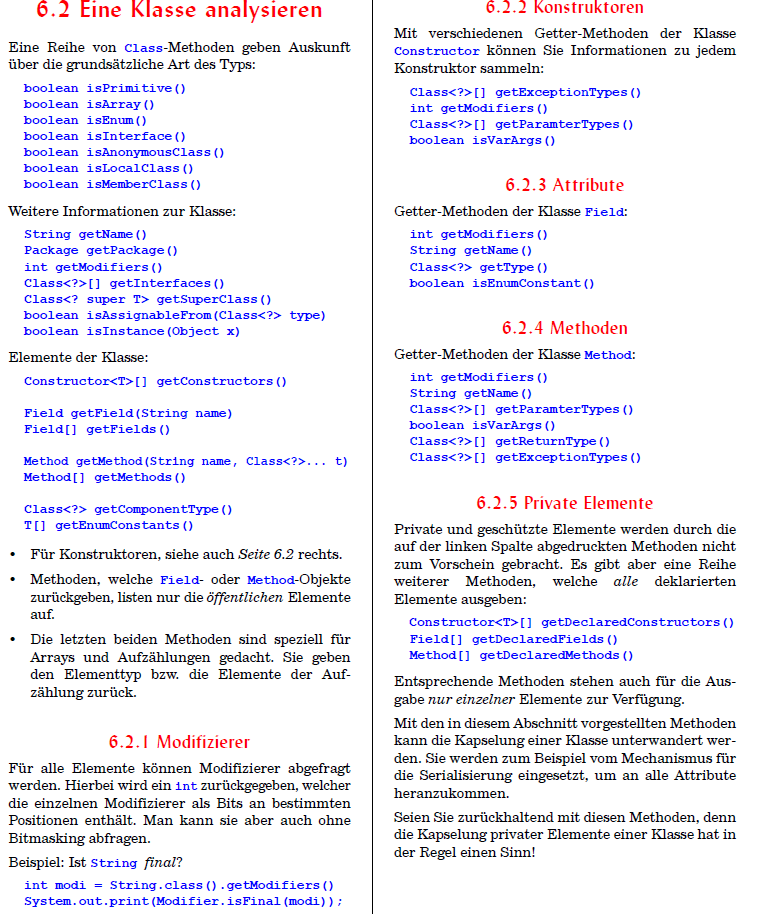 6.2 Eine Klasse analysieren
Eine Reihe von Class-Methoden geben Auskunft
über die grundsätzliche Art des Typs:
boolean isPrimitive()
boolean isArray()
boolean isEnum()
boolean isInterface()
boolean isAnonymousClass()
boolean isLocalClass()
boolean isMemberClass()
Weitere Informationen zur Klasse:
String getName()
Package getPackage()
int getModifiers()
Class<?>[] getInterfaces()
Class<? super T> getSuperClass()
boolean isAssignableFrom(Class<?> type)
boolean isInstance(Object x)
Elemente der Klasse:
Constructor<T>[] getConstructors()
Field getField(String name)
Field[] getFields()
Method getMethod(String name, Class<?>... t)
Method[] getMethods()
Class<?> getComponentType()
T[] getEnumConstants()
• Für Konstruktoren, siehe auch Seite 6.2 rechts.
• Methoden, welche Field- oder Method-Objekte
zurückgeben, listen nur die öffentlichen Elemente
auf.
• Die letzten beiden Methoden sind speziell für
Arrays und Aufzählungen gedacht. Sie geben
den Elementtyp bzw. die Elemente der Auf-
zählung zurück.
6.2.1 Modifizierer
Für alle Elemente können Modifizierer abgefragt
werden. Hierbei wird ein int zurückgegeben, welcher
die einzelnen Modifizierer als Bits an bestimmten
Positionen enthält. Man kann sie aber auch ohne
Bitmasking abfragen.
Beispiel: Ist String final?
int modi = String.class().getModifiers()
System.out.print(Modifier.isFinal(modi));
6.2.2 Konstruktoren
Mit verschiedenen Getter-Methoden der Klasse
Constructor können Sie Informationen zu jedem
Konstruktor sammeln:
Class<?>[] getExceptionTypes()
int getModifiers()
Class<?>[] getParamterTypes()
boolean isVarArgs()
6.2.3 Attribute
Getter-Methoden der Klasse Field:
int getModifiers()
String getName()
Class<?> getType()
boolean isEnumConstant()
6.2.4 Methoden
Getter-Methoden der Klasse Method:
int getModifiers()
String getName()
Class<?>[] getParamterTypes()
boolean isVarArgs()
Class<?>[] getReturnType()
Class<?>[] getExceptionTypes()
6.2.5 Private Elemente
Private und geschützte Elemente werden durch die
auf der linken Spalte abgedruckten Methoden nicht
zum Vorschein gebracht. Es gibt aber eine Reihe
weiterer Methoden, welche alle deklarierten
Elemente ausgeben:
Constructor<T>[] getDeclaredConstructors()
Field[] getDeclaredFields()
Method[] getDeclaredMethods()
Entsprechende Methoden stehen auch für die Aus-
gabe nur einzelner Elemente zur Verfügung.
Mit den in diesem Abschnitt vorgestellten Methoden
kann die Kapselung einer Klasse unterwandert wer-
den. Sie werden zum Beispiel vom Mechanismus für
die Serialisierung eingesetzt, um an alle Attribute
heranzukommen.
Seien Sie zurückhaltend mit diesen Methoden, denn
die Kapselung privater Elemente einer Klasse hat in
der Regel einen Sinn!